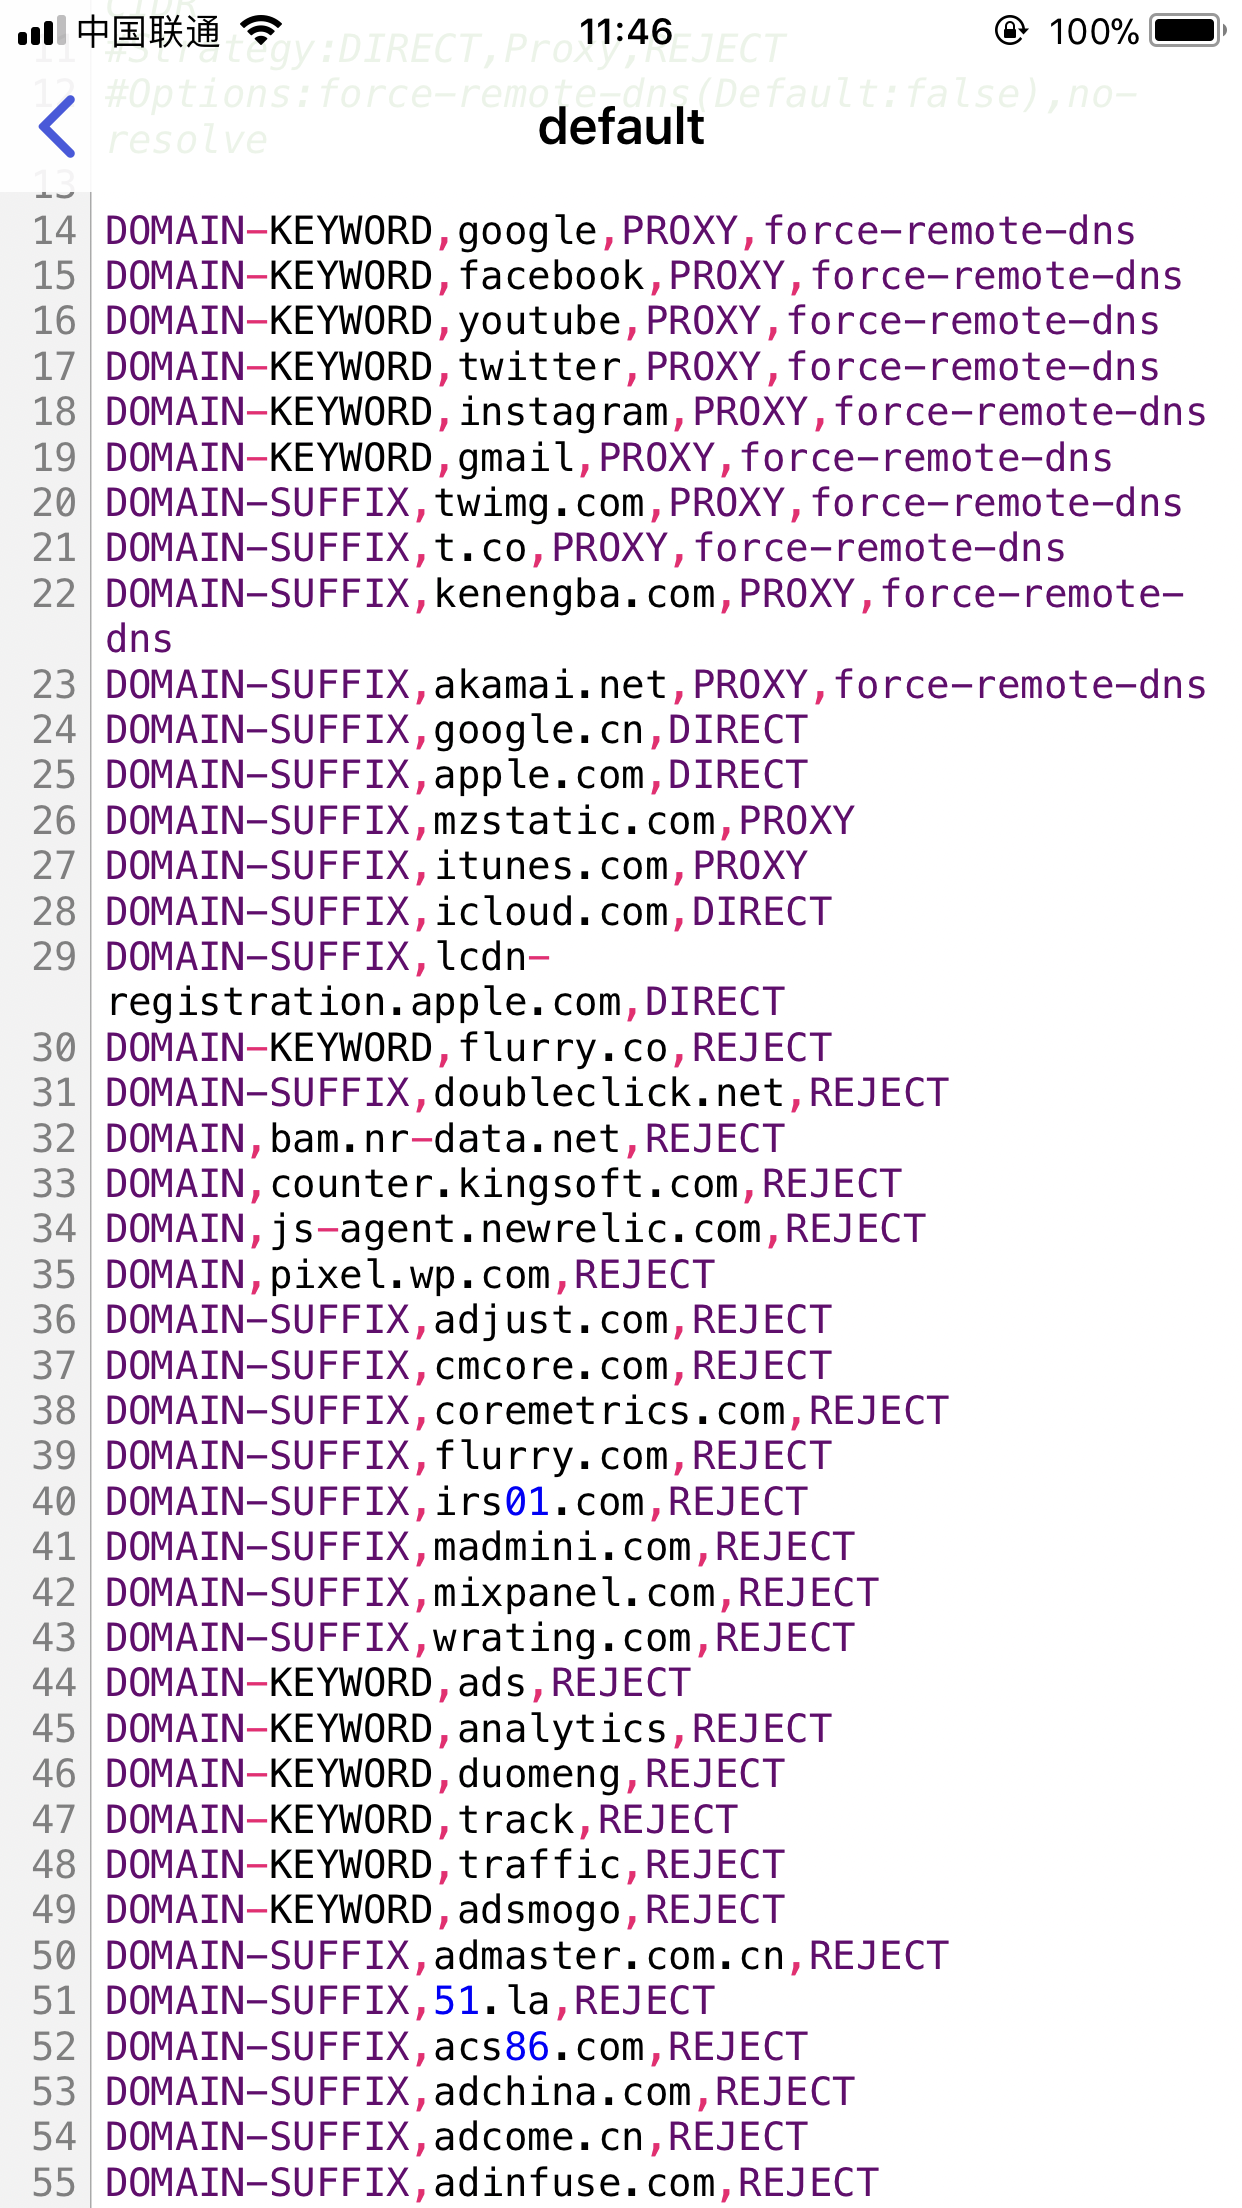 中国联通 11:46 100%
CIDR
11 #Strategy:DIRECT,Proxy,REJECT
12 #Options:force-remote-dns(Default:false),no-
resolve
default
13
14 DOMAIN-KEYWORD,google,PROXY,force-remote-dns
15 DOMAIN-KEYWORD,facebook,PROXY,force-remote-dns
16 DOMAIN-KEYWORD,youtube,PROXY,force-remote-dns
17 DOMAIN-KEYWORD,twitter,PROXY,force-remote-dns
18 DOMAIN-KEYWORD,instagram,PROXY,force-remote-dns
19 DOMAIN-KEYWORD,gmail,PROXY,force-remote-dns
20 DOMAIN-SUFFIX,twimg.com,PROXY,force-remote-dns
21 DOMAIN-SUFFIX,t.co,PROXY,force-remote-dns
22 DOMAIN-SUFFIX,kenengba.com,PROXY,force-remote-
dns
23 DOMAIN-SUFFIX,akamai.net,PROXY,force-remote-dns
24 DOMAIN-SUFFIX,google.cn,DIRECT
25 DOMAIN-SUFFIX,apple.com,DIRECT
26 DOMAIN-SUFFIX,mzstatic.com,PROXY
27 DOMAIN-SUFFIX,itunes.com,PROXY
28 DOMAIN-SUFFIX,icloud.com,DIRECT
29 DOMAIN-SUFFIX,lcdn-
registration.apple.com,DIRECT
30 DOMAIN-KEYWORD,flurry.co,REJECT
31 DOMAIN-SUFFIX,doubleclick.net,REJECT
32 DOMAIN,bam.nr-data.net,REJECT
33 DOMAIN,counter.kingsoft.com,REJECT
34 DOMAIN,js-agent.newrelic.com,REJECT
35 DOMAIN,pixel.wp.com,REJECT
36 DOMAIN-SUFFIX,adjust.com,REJECT
37 DOMAIN-SUFFIX,cmcore.com,REJECT
38 DOMAIN-SUFFIX,coremetrics.com,REJECT
39 DOMAIN-SUFFIX,flurry.com,REJECT
40 DOMAIN-SUFFIX,irs01.com,REJECT
41 DOMAIN-SUFFIX,madmini.com,REJECT
42 DOMAIN-SUFFIX,mixpanel.com,REJECT
43 DOMAIN-SUFFIX,wrating.com,REJECT
44 DOMAIN-KEYWORD,ads,REJECT
45 DOMAIN-KEYWORD,analytics,REJECT
46 DOMAIN-KEYWORD,duomeng,REJECT
47 DOMAIN-KEYWORD,track,REJECT
48 DOMAIN-KEYWORD,traffic,REJECT
49 DOMAIN-KEYWORD,adsmogo,REJECT
50 DOMAIN-SUFFIX,admaster.com.cn,REJECT
51 DOMAIN-SUFFIX,51.la,REJECT
52 DOMAIN-SUFFIX,acs86.com,REJECT
53 DOMAIN-SUFFIX,adchina.com,REJECT
54 DOMAIN-SUFFIX,adcome.cn,REJECT
55 DOMAIN-SUFFIX,adinfuse.com,REJECT